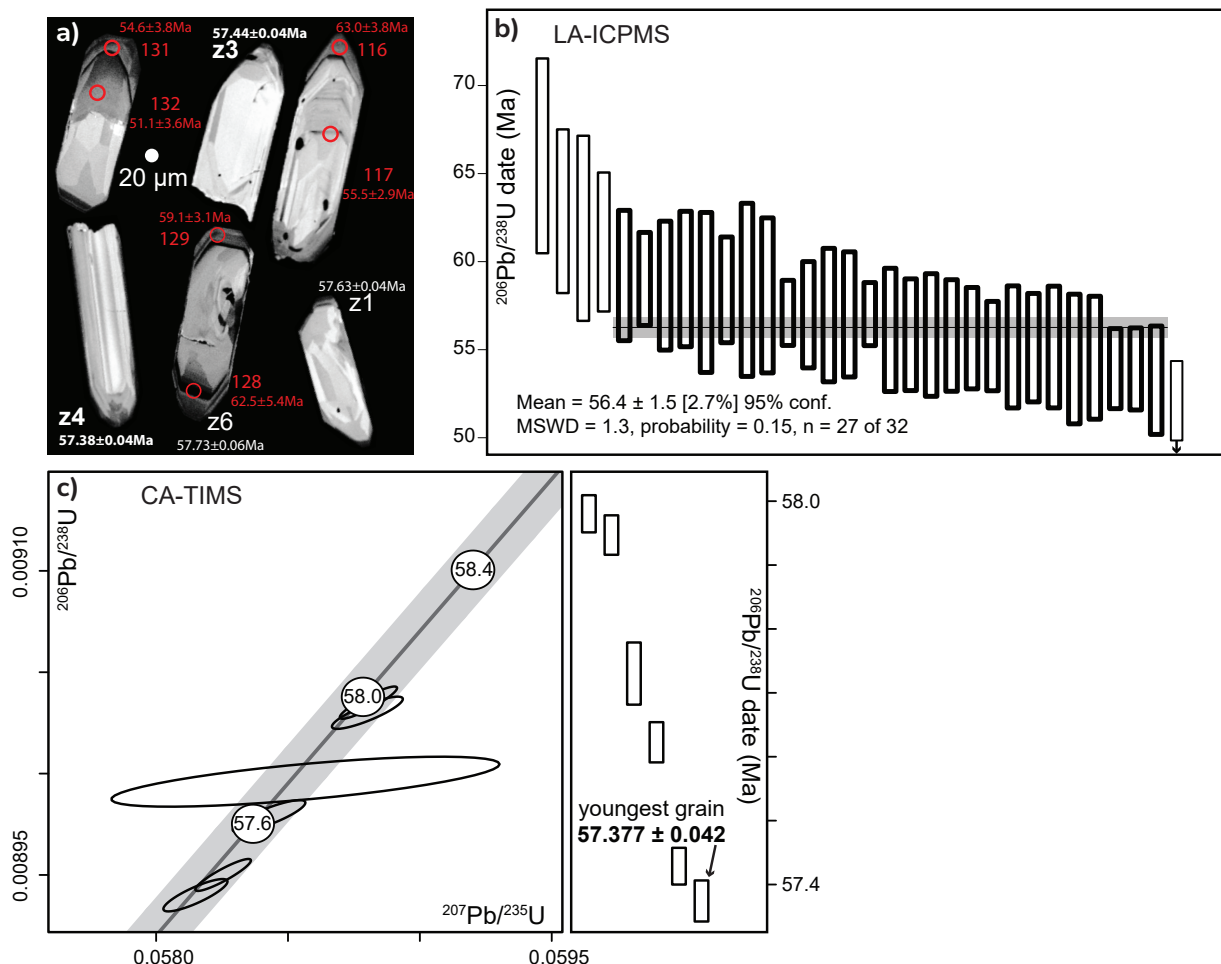 a)
54.6±3.8Ma
131
57.44±0.04Ma
z3
63.0±3.8Ma
116
132
51.1±3.6Ma
20 µm
117
55.5±2.9Ma
59.1±3.1Ma
129
57.63±0.04Ma
z1
128
62.5±5.4Ma
z4
57.38±0.04Ma
z6
57.73±0.06Ma
b)
LA-ICPMS
206Pb/238U date (Ma)
70
65
60
55
50
Mean = 56.4 ± 1.5 [2.7%] 95% conf.
MSWD = 1.3, probability = 0.15, n = 27 of 32
c)
CA-TIMS
206Pb/238U
0.00910
0.00895
58.4
58.0
57.6
207Pb/235U
0.0580
0.0595
58.0
206Pb/238U date (Ma)
youngest grain
57.377 ± 0.042
57.4